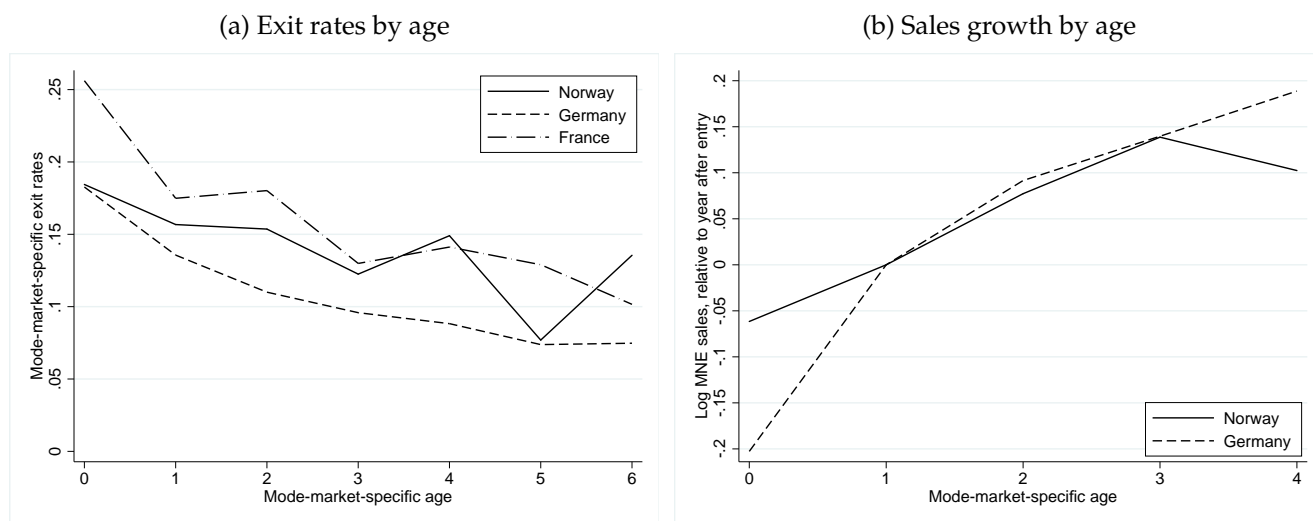 (a) Exit rates by age
Mode-market-specific exit rates
.25
.2
.15
.1
.05
0
Norway
Germany
France
0 1 2 3 4 5 6
Mode-market-specific age
(b) Sales growth by age
Log MNE sales, relative to year after entry
.2
.15
.1
.05
0
-.05
-.1
-.15
-.2
Norway
Germany
0 1 2 3 4
Mode-market-specific age